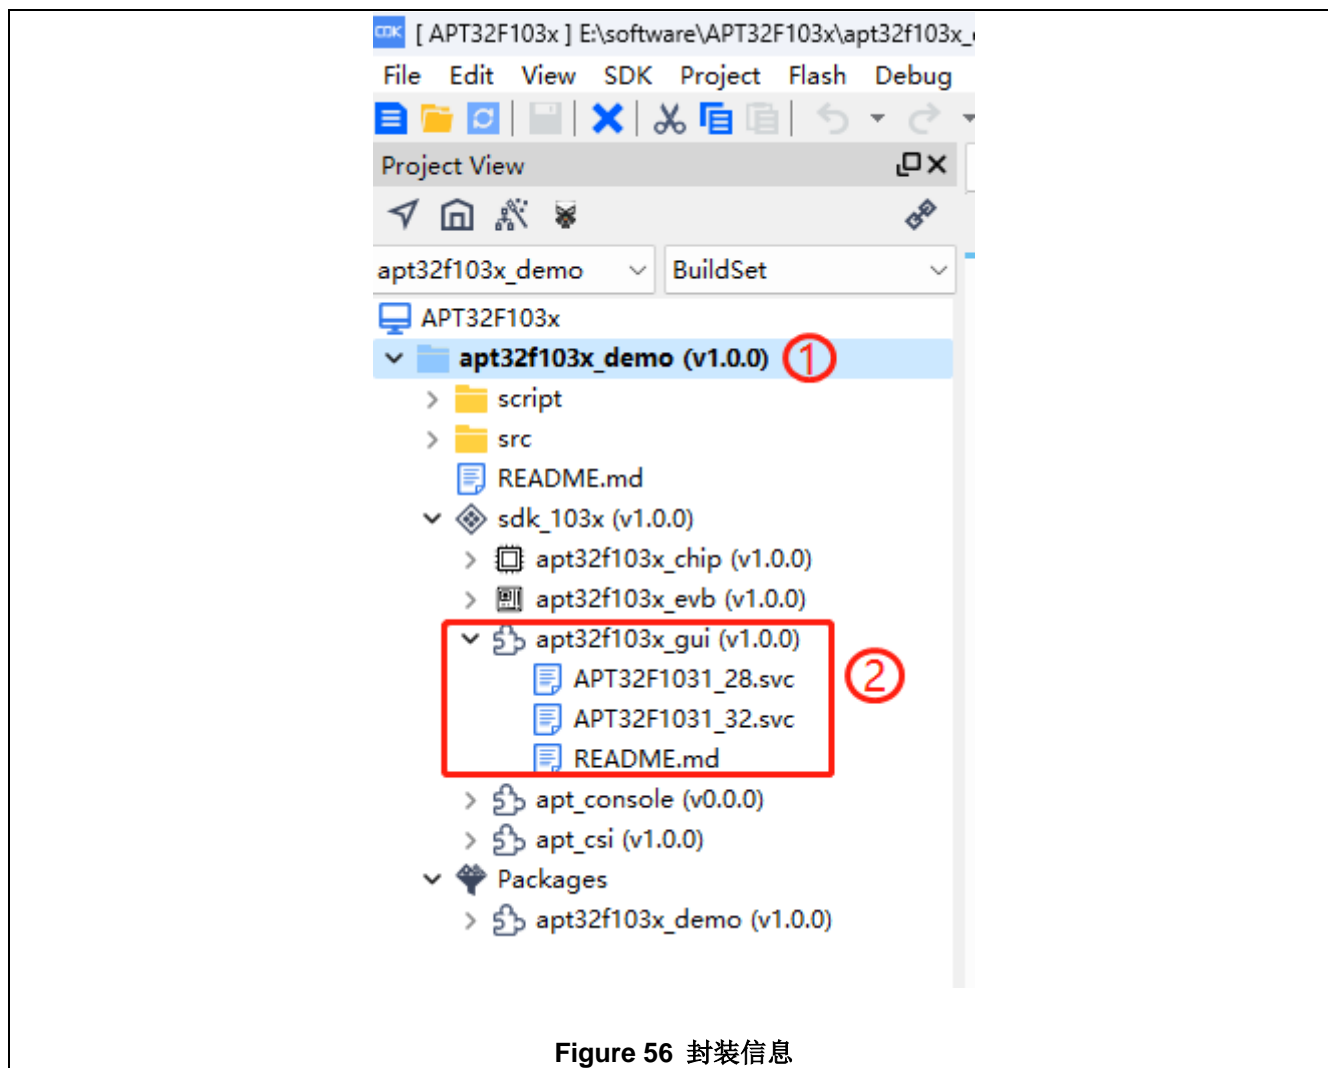 CDK [ APT32F103x ] E:\software\APT32F103x\apt32f103x_
File Edit View SDK Project Flash Debug
Project View
apt32f103x_demo BuildSet
APT32F103x
apt32f103x_demo (v1.0.0) ①
script
src
README.md
sdk_103x (v1.0.0)
apt32f103x_chip (v1.0.0)
apt32f103x_evb (v1.0.0)
apt32f103x_gui (v1.0.0)
APT32F1031_28.svc ②
APT32F1031_32.svc
README.md
apt_console (v0.0.0)
apt_csi (v1.0.0)
Packages
apt32f103x_demo (v1.0.0)
Figure 56 封装信息